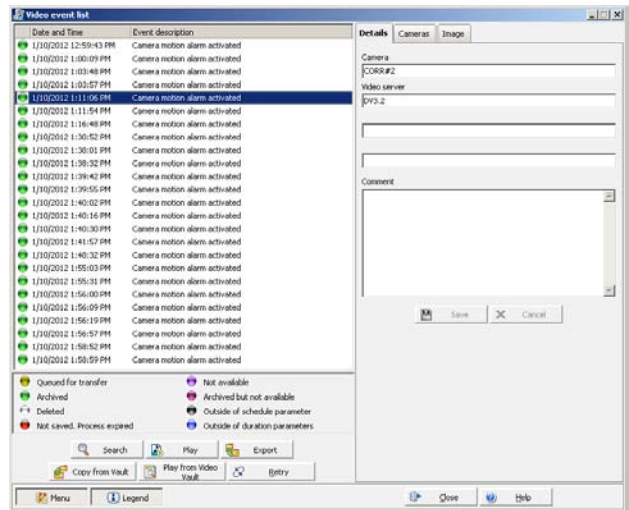 Video event list
Date and Time Event description
1/10/2012 12:59:43 PM Camera motion alarm activated
1/10/2012 1:00:09 PM Camera motion alarm activated
1/10/2012 1:03:48 PM Camera motion alarm activated
1/10/2012 1:03:57 PM Camera motion alarm activated
1/10/2012 1:11:06 PM Camera motion alarm activated
1/10/2012 1:11:54 PM Camera motion alarm activated
1/10/2012 1:16:48 PM Camera motion alarm activated
1/10/2012 1:30:52 PM Camera motion alarm activated
1/10/2012 1:38:01 PM Camera motion alarm activated
1/10/2012 1:38:32 PM Camera motion alarm activated
1/10/2012 1:39:42 PM Camera motion alarm activated
1/10/2012 1:39:55 PM Camera motion alarm activated
1/10/2012 1:40:02 PM Camera motion alarm activated
1/10/2012 1:40:16 PM Camera motion alarm activated
1/10/2012 1:40:30 PM Camera motion alarm activated
1/10/2012 1:41:57 PM Camera motion alarm activated
1/10/2012 1:48:32 PM Camera motion alarm activated
1/10/2012 1:55:03 PM Camera motion alarm activated
1/10/2012 1:55:31 PM Camera motion alarm activated
1/10/2012 1:56:00 PM Camera motion alarm activated
1/10/2012 1:56:09 PM Camera motion alarm activated
1/10/2012 1:56:19 PM Camera motion alarm activated
1/10/2012 1:56:57 PM Camera motion alarm activated
1/10/2012 1:58:52 PM Camera motion alarm activated
1/10/2012 1:58:59 PM Camera motion alarm activated
Queued for transfer Not available
Archived Archived but not available
Deleted Outside of schedule parameter
Not saved. Process expired Outside of duration parameters
Search Play Export
Copy from Vault Play from Video Vault Retry
Menu Legend
Details Cameras Image
Camera
CORR#2
Video server
DV3.2
Comment
Save Cancel
Close Help